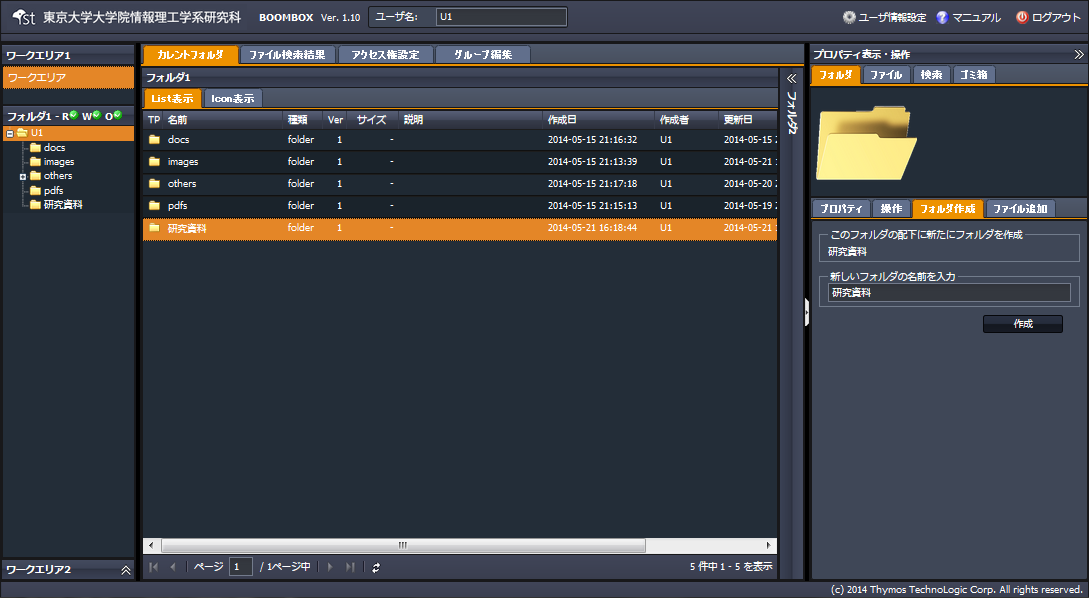 ist 東京大学大学院情報理工学系研究科 BOOMBOX Ver. 1.10 ユーザ名: U1 ユーザ情報設定 マニュアル ログアウト
ワークエリア1
ワークエリア
フォルダ1 - R W O
U1
docs
images
others
pdfs
研究資料
ワークエリア2
カレントフォルダ ファイル検索結果 アクセス権設定 グループ編集
フォルダ1
List表示 Icon表示
TP 名前 種類 Ver サイズ 説明 作成日 作成者 更新日
docs folder 1 - 2014-05-15 21:16:32 U1 2014-05-15
images folder 1 - 2014-05-15 21:13:39 U1 2014-05-21
others folder 1 - 2014-05-15 21:17:18 U1 2014-05-20
pdfs folder 1 - 2014-05-15 21:15:13 U1 2014-05-19
研究資料 folder 1 - 2014-05-21 16:18:44 U1 2014-05-21
ページ 1 / 1ページ中 5 件中 1 - 5 を表示
フォルダ2
プロパティ表示・操作
フォルダ ファイル 検索 ゴミ箱
プロパティ 操作 フォルダ作成 ファイル追加
このフォルダの配下に新たにフォルダを作成
研究資料
新しいフォルダの名前を入力
研究資料
作成
(c) 2014 Thymos TechnoLogic Corp. All rights reserved.